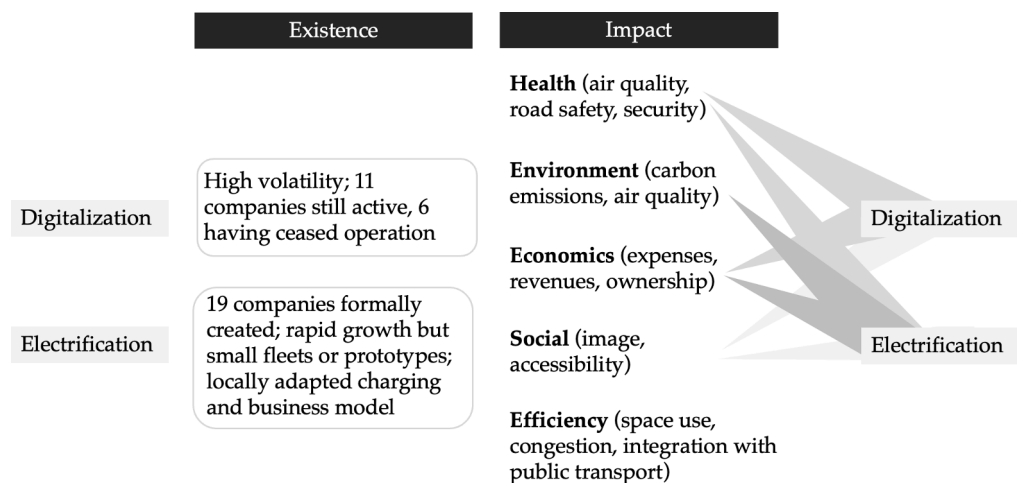 Existence
Impact
Health (air quality,
road safety, security)
Environment (carbon
emissions, air quality)
High volatility; 11
companies still active, 6
having ceased operation
Digitalization
Digitalization
Economics (expenses,
revenues, ownership)
19 companies formally
created; rapid growth but
small fleets or prototypes;
locally adapted charging
and business model
Electrification
Electrification
Social (image,
accessibility)
Efficiency (space use,
congestion, integration with
public transport)